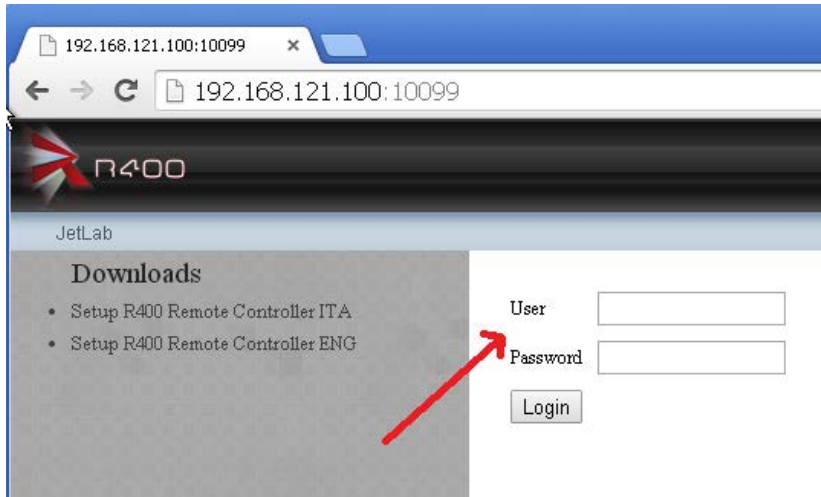 192.168.121.100:10099
192.168.121.100:10099
R400
JetLab
Downloads
Setup R400 Remote Controller ITA
Setup R400 Remote Controller ENG
User
Password
Login